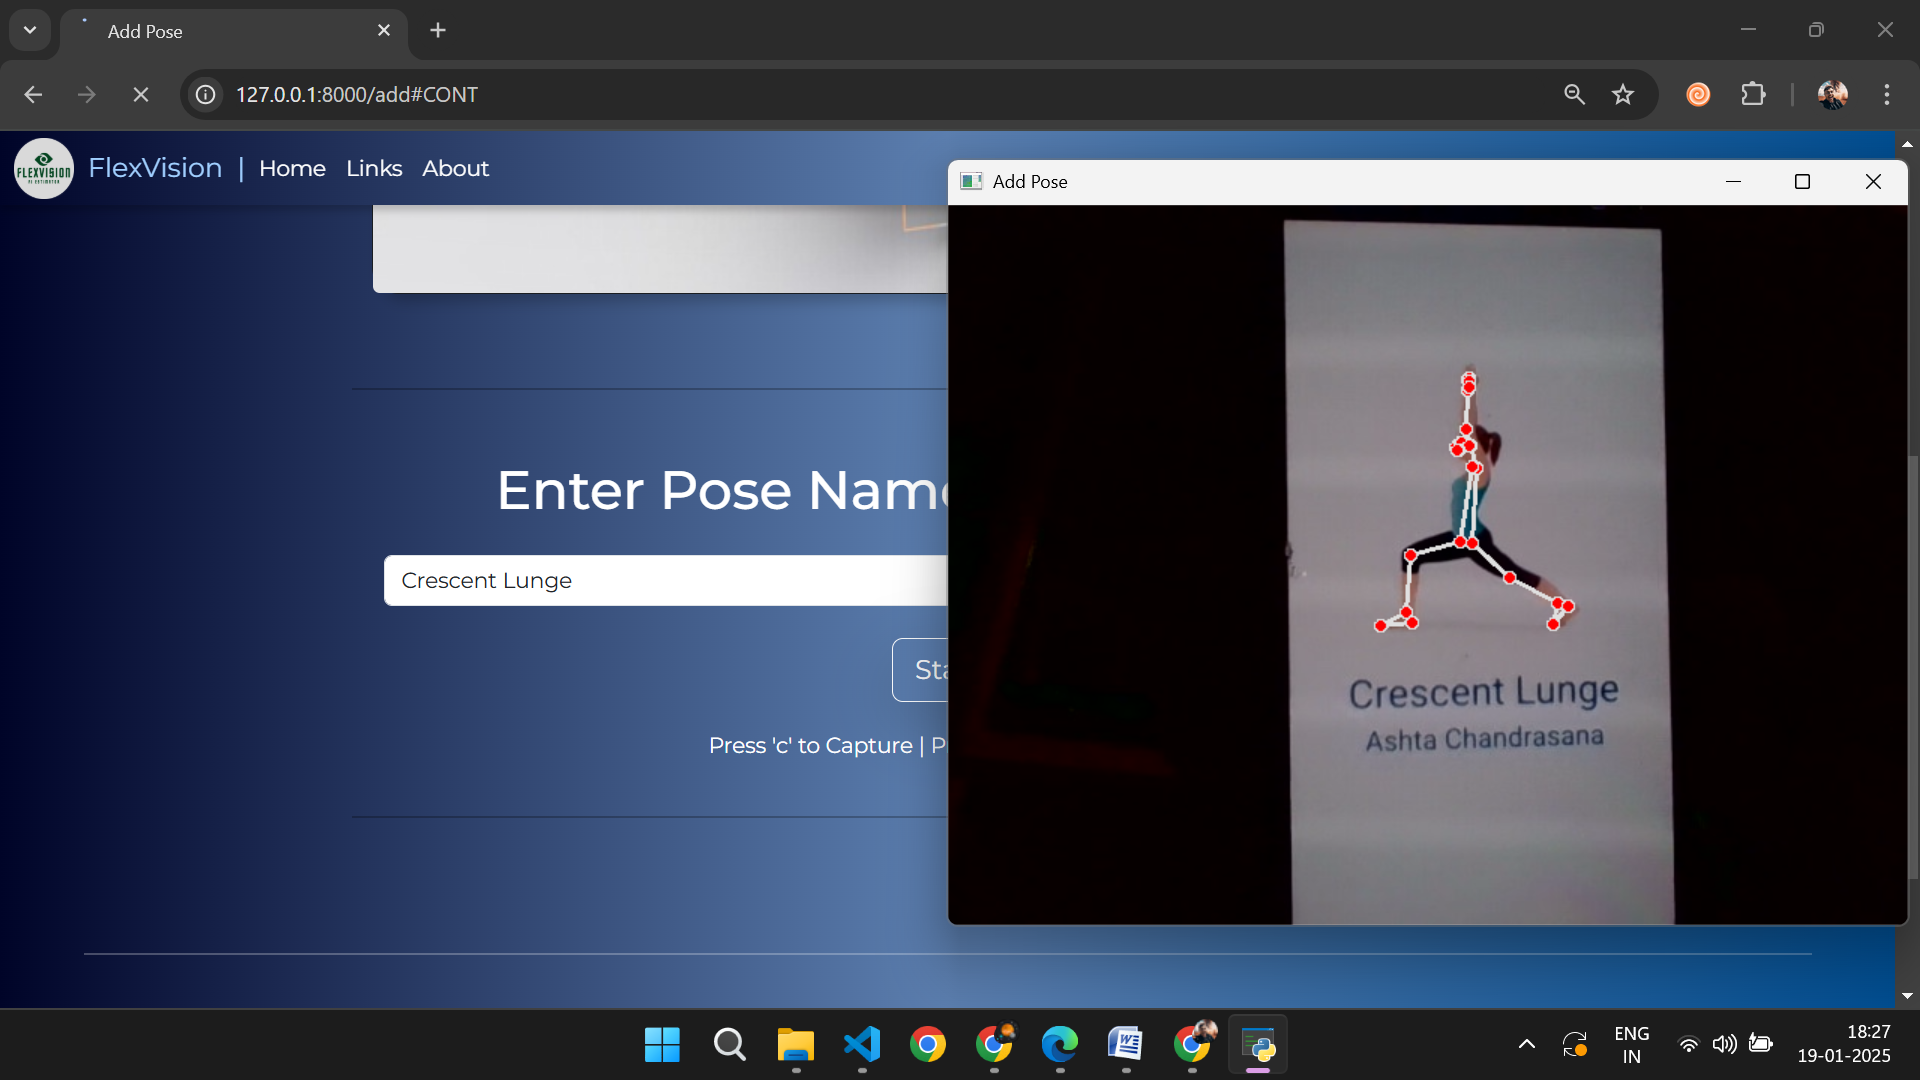 Add Pose
127.0.0.1:8000/add#CONT
FLEXVISION
FlexVision | Home Links About
Add Pose
Enter Pose Nam
Crescent Lunge
Sta
Press 'c' to Capture | P
Crescent Lunge
Ashta Chandrasana
ENG
IN
18:27
19-01-2025